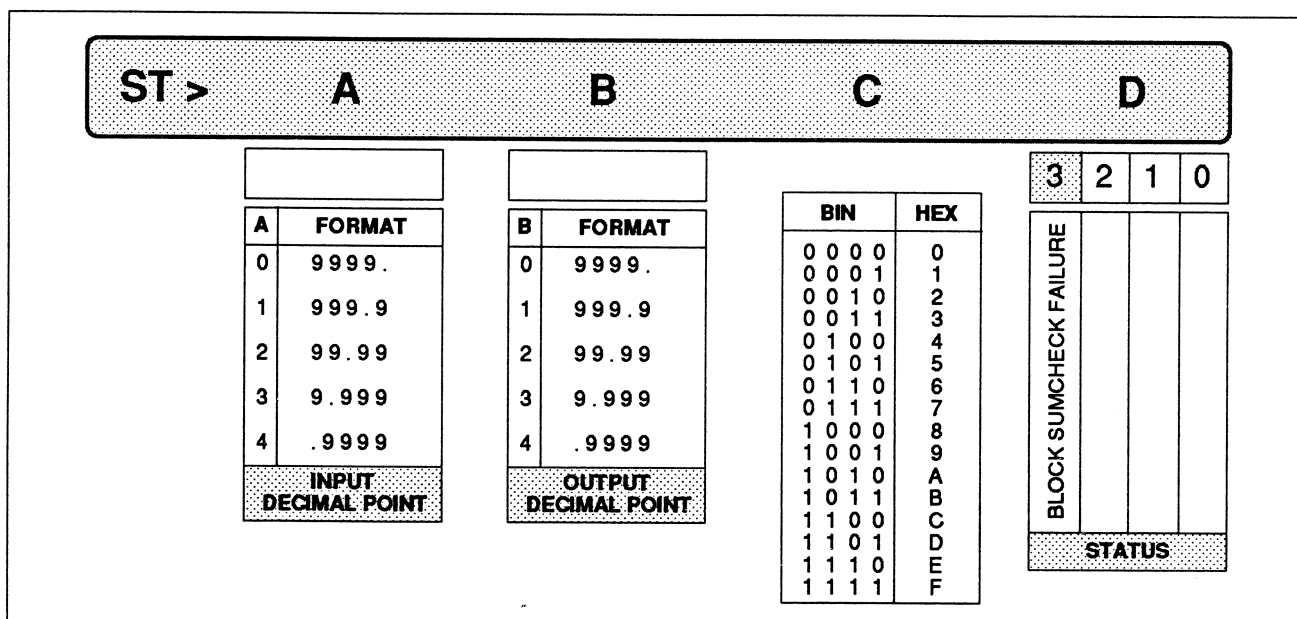 ST > A B C D
3 2 1 0
A FORMAT
0 9999.
1 999.9
2 99.99
3 9.999
4 .9999
INPUT
DECIMAL POINT
B FORMAT
0 9999.
1 999.9
2 99.99
3 9.999
4 .9999
OUTPUT
DECIMAL POINT
BIN HEX
0 0 0 0 0
0 0 0 1 1
0 0 1 0 2
0 0 1 1 3
0 1 0 0 4
0 1 0 1 5
0 1 1 0 6
0 1 1 1 7
1 0 0 0 8
1 0 0 1 9
1 0 1 0 A
1 0 1 1 B
1 1 0 0 C
1 1 0 1 D
1 1 1 0 E
1 1 1 1 F
BLOCK SUMCHECK FAILURE
STATUS